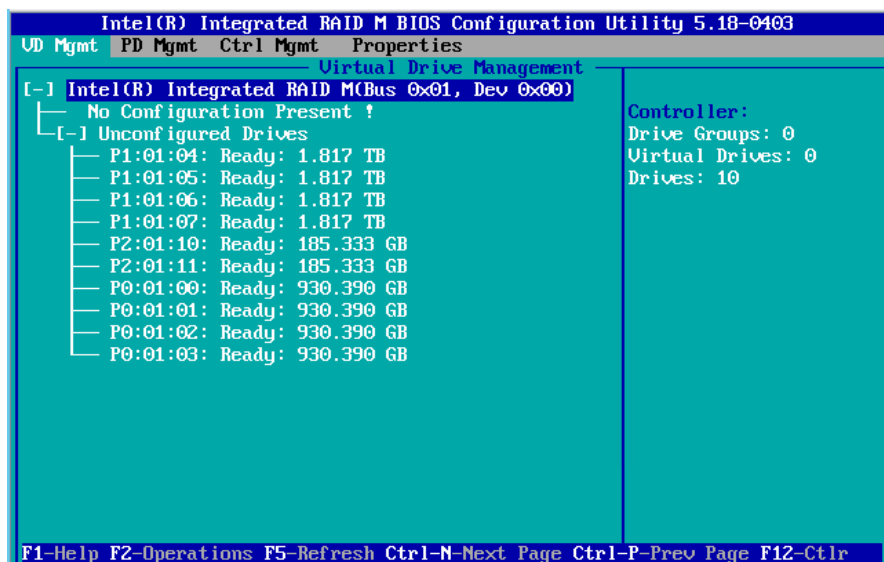 Intel(R) Integrated RAID M BIOS Configuration Utility 5.18-0403
VD Mgmt PD Mgmt Ctrl Mgmt Properties
Virtual Drive Management
[-] Intel(R) Integrated RAID M(Bus 0x01, Dev 0x00)
No Configuration Present !
[-] Unconfigured Drives
P1:01:04: Ready: 1.817 TB
P1:01:05: Ready: 1.817 TB
P1:01:06: Ready: 1.817 TB
P1:01:07: Ready: 1.817 TB
P2:01:10: Ready: 185.333 GB
P2:01:11: Ready: 185.333 GB
P0:01:00: Ready: 930.390 GB
P0:01:01: Ready: 930.390 GB
P0:01:02: Ready: 930.390 GB
P0:01:03: Ready: 930.390 GB
Controller:
Drive Groups: 0
Virtual Drives: 0
Drives: 10
F1-Help F2-Operations F5-Refresh Ctrl-N-Next Page Ctrl-P-Prev Page F12-Ctlr